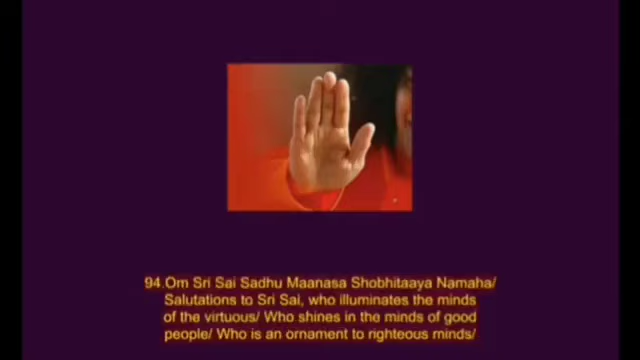 94.Om Sri Sai Sadhu Maanasa Shobhitaaya Namaha/
Salutations to Sri Sai, who illuminates the minds
of the virtuous/ Who shines in the minds of good
people/ Who is an ornament to righteous minds/